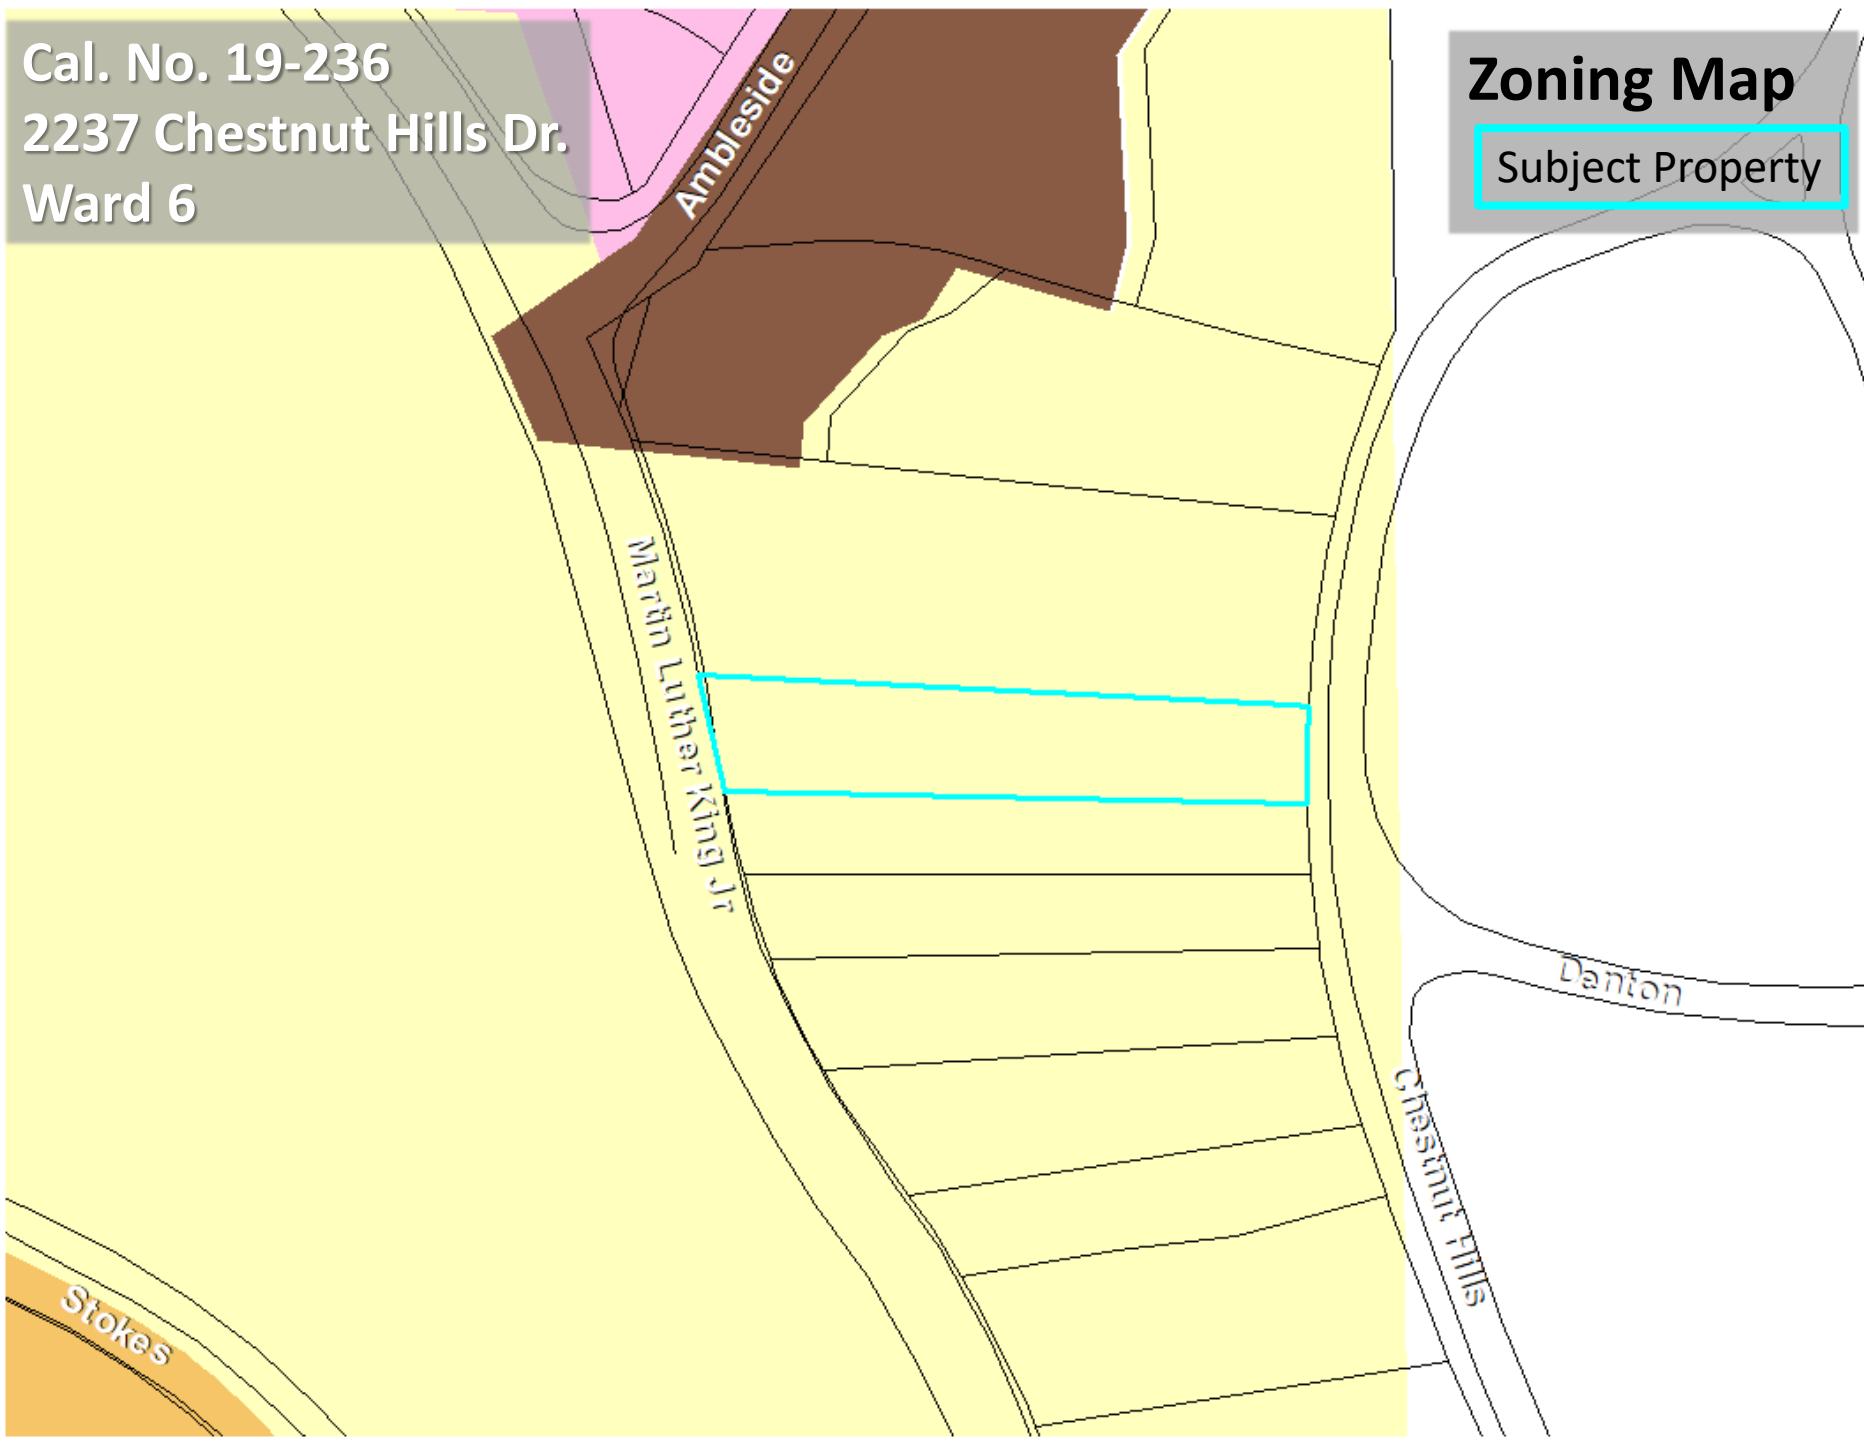 Cal. No. 19-236
2237 Chestnut Hills Dr.
Ward 6
Zoning Map
Subject Property
Ambleside
Martin Luther King Jr
Denton
Chestnut Hills
Stokes